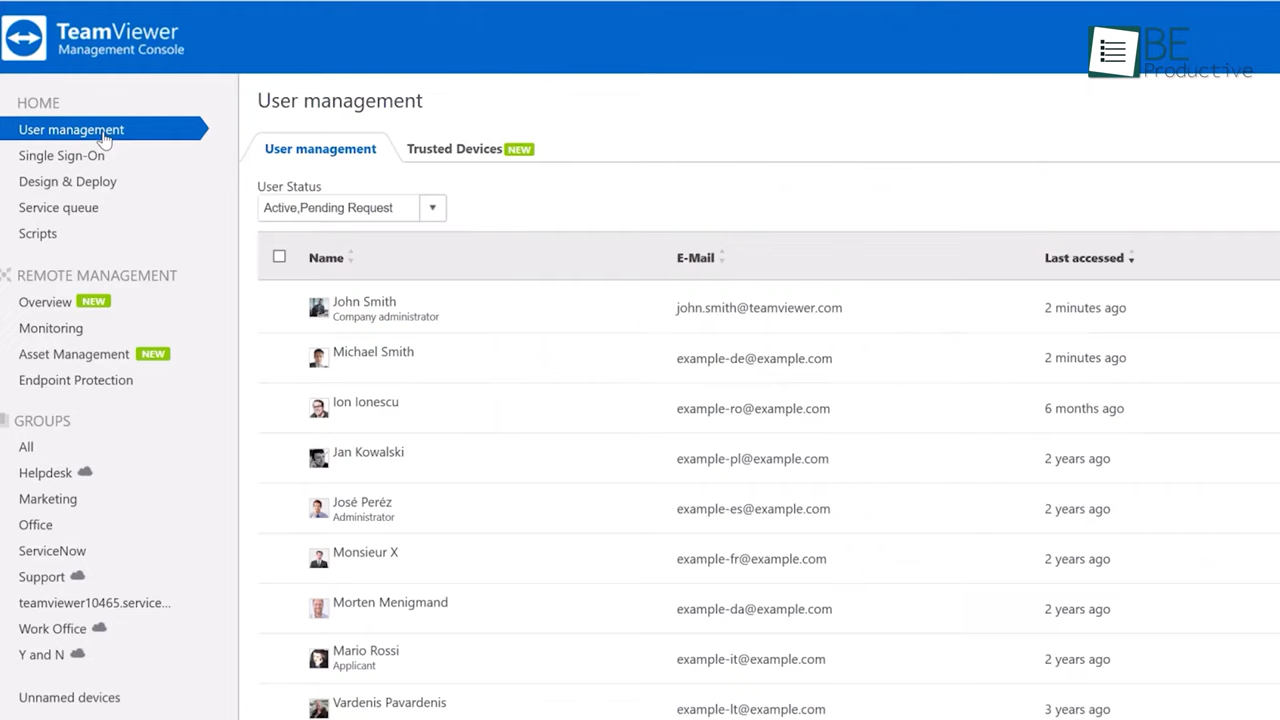 TeamViewer
Management Console
BE
Productive
HOME
User management
Single Sign-On
Design & Deploy
Service queue
Scripts
REMOTE MANAGEMENT
Overview NEW
Monitoring
Asset Management NEW
Endpoint Protection
GROUPS
All
Helpdesk
Marketing
Office
ServiceNow
Support
teamviewer10465.service...
Work Office
Y and N
Unnamed devices
User management
User management Trusted Devices NEW
User Status
Active,Pending Request
Name E-Mail Last accessed
John Smith
Company administrator
john.smith@teamviewer.com 2 minutes ago
Michael Smith
example-de@example.com 2 minutes ago
Ion Ionescu
example-ro@example.com 6 months ago
Jan Kowalski
example-pl@example.com 2 years ago
José Peréz
Administrator
example-es@example.com 2 years ago
Monsieur X
example-fr@example.com 2 years ago
Morten Menigmand
example-da@example.com 2 years ago
Mario Rossi
Applicant
example-it@example.com 2 years ago
Vardenis Pavardenis
example-lt@example.com 3 years ago